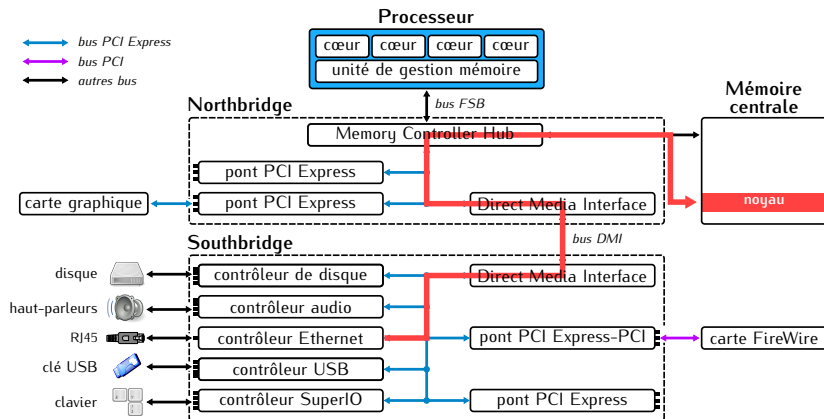 Processeur
bus PCI Express
bus PCI
autres bus
cœur cœur cœur cœur
unité de gestion mémoire
bus FSB
Northbridge
Mémoire
centrale
Memory Controller Hub
pont PCI Express
carte graphique
pont PCI Express
Direct Media Interface
noyau
bus DMI
Southbridge
disque
contrôleur de disque
Direct Media Interface
haut-parleurs
contrôleur audio
RJ45
contrôleur Ethernet
pont PCI Express-PCI
carte FireWire
clé USB
contrôleur USB
clavier
contrôleur SuperIO
pont PCI Express